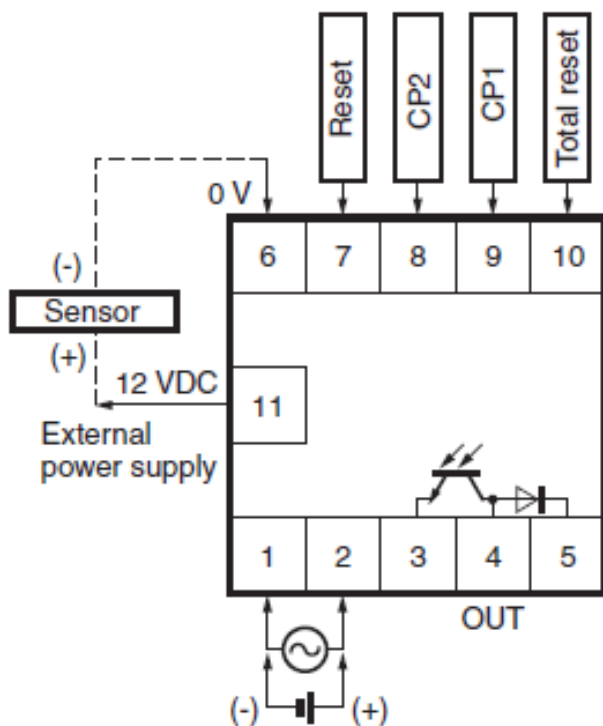 Reset
CP2
CP1
Total reset
0 V
6 7 8 9 10
(-)
Sensor
(+)
12 VDC
11
External
power supply
1 2 3 4 5
OUT
(-) (+)